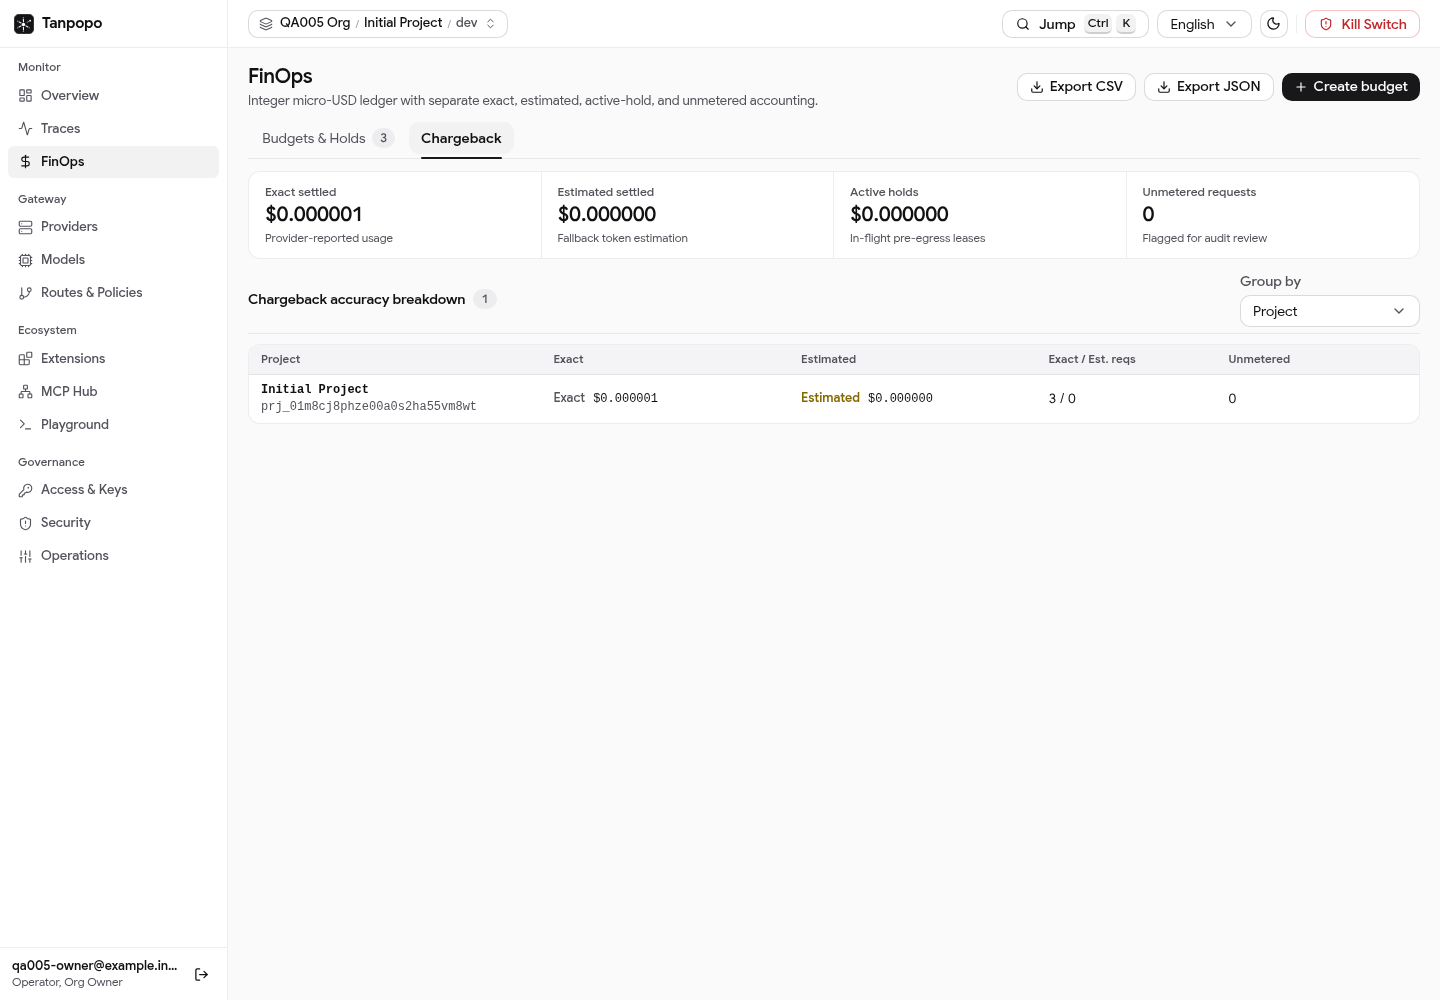 Tanpopo
QA005 Org / Initial Project / dev
Jump Ctrl K
English
Kill Switch
Monitor
Overview
Traces
FinOps
Gateway
Providers
Models
Routes & Policies
Ecosystem
Extensions
MCP Hub
Playground
Governance
Access & Keys
Security
Operations
qa005-owner@example.in...
Operator, Org Owner
FinOps
Integer micro-USD ledger with separate exact, estimated, active-hold, and unmetered accounting.
Export CSV
Export JSON
Create budget
Budgets & Holds 3
Chargeback
Exact settled
$0.000001
Provider-reported usage
Estimated settled
$0.000000
Fallback token estimation
Active holds
$0.000000
In-flight pre-egress leases
Unmetered requests
0
Flagged for audit review
Chargeback accuracy breakdown 1
Group by
Project
Project Exact Estimated Exact / Est. reqs Unmetered
Initial Project
prj_01m8cj8phze00a0s2ha55vm8wt
Exact $0.000001
Estimated $0.000000
3 / 0
0